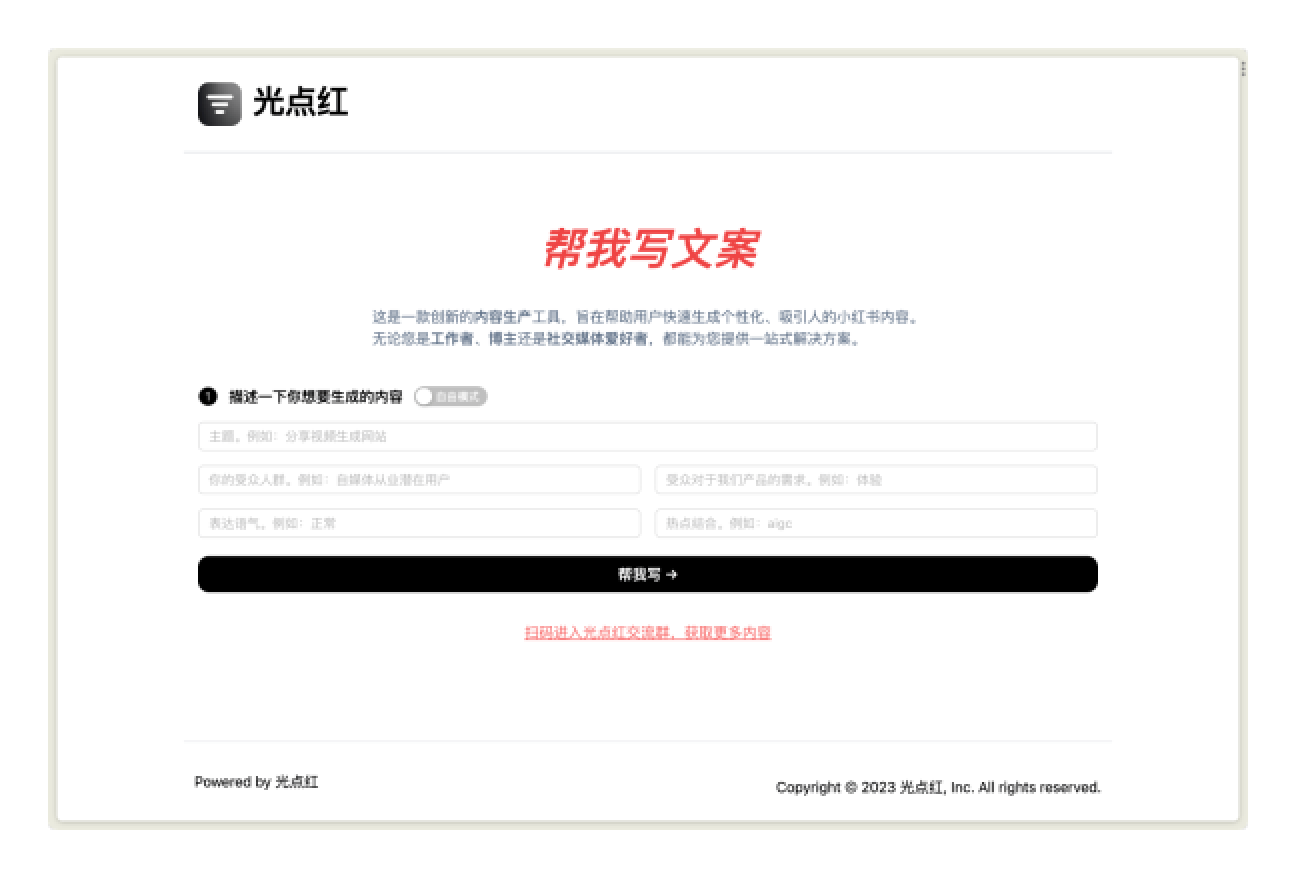 光点红
帮我写文案
这是一款创新的内容生产工具，旨在帮助用户快速生成个性化、吸引人的小红书内容。
无论您是工作者、博主还是社交媒体爱好者，都能为您提供一站式解决方案。
1 描述一下你想要生成的内容 自由模式
主题。例如：分享视频生成网站
你的受众人群。例如：自媒体从业潜在用户 受众对于我们产品的需求。例如：体验
表达语气。例如：正常 热点结合。例如：aigc
帮我写 →
扫码进入光点红交流群，获取更多内容
Powered by 光点红
Copyright © 2023 光点红, Inc. All rights reserved.